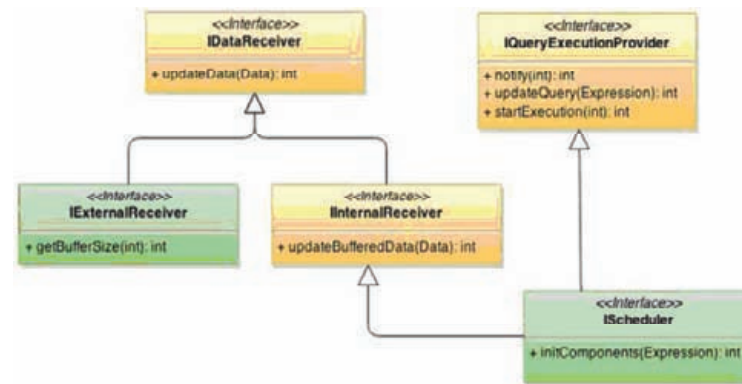 <<Interface>>
IDataReceiver
+ updateData(Data): int
<<Interface>>
IQueryExecutionProvider
+ notify(int): int
+ updateQuery(Expression): int
+ startExecution(int): int
<<Interface>>
IExternalReceiver
+ getBufferSize(int): int
<<Interface>>
IInternalReceiver
+ updateBufferedData(Data): int
<<Interface>>
IScheduler
+ initComponents(Expression): int